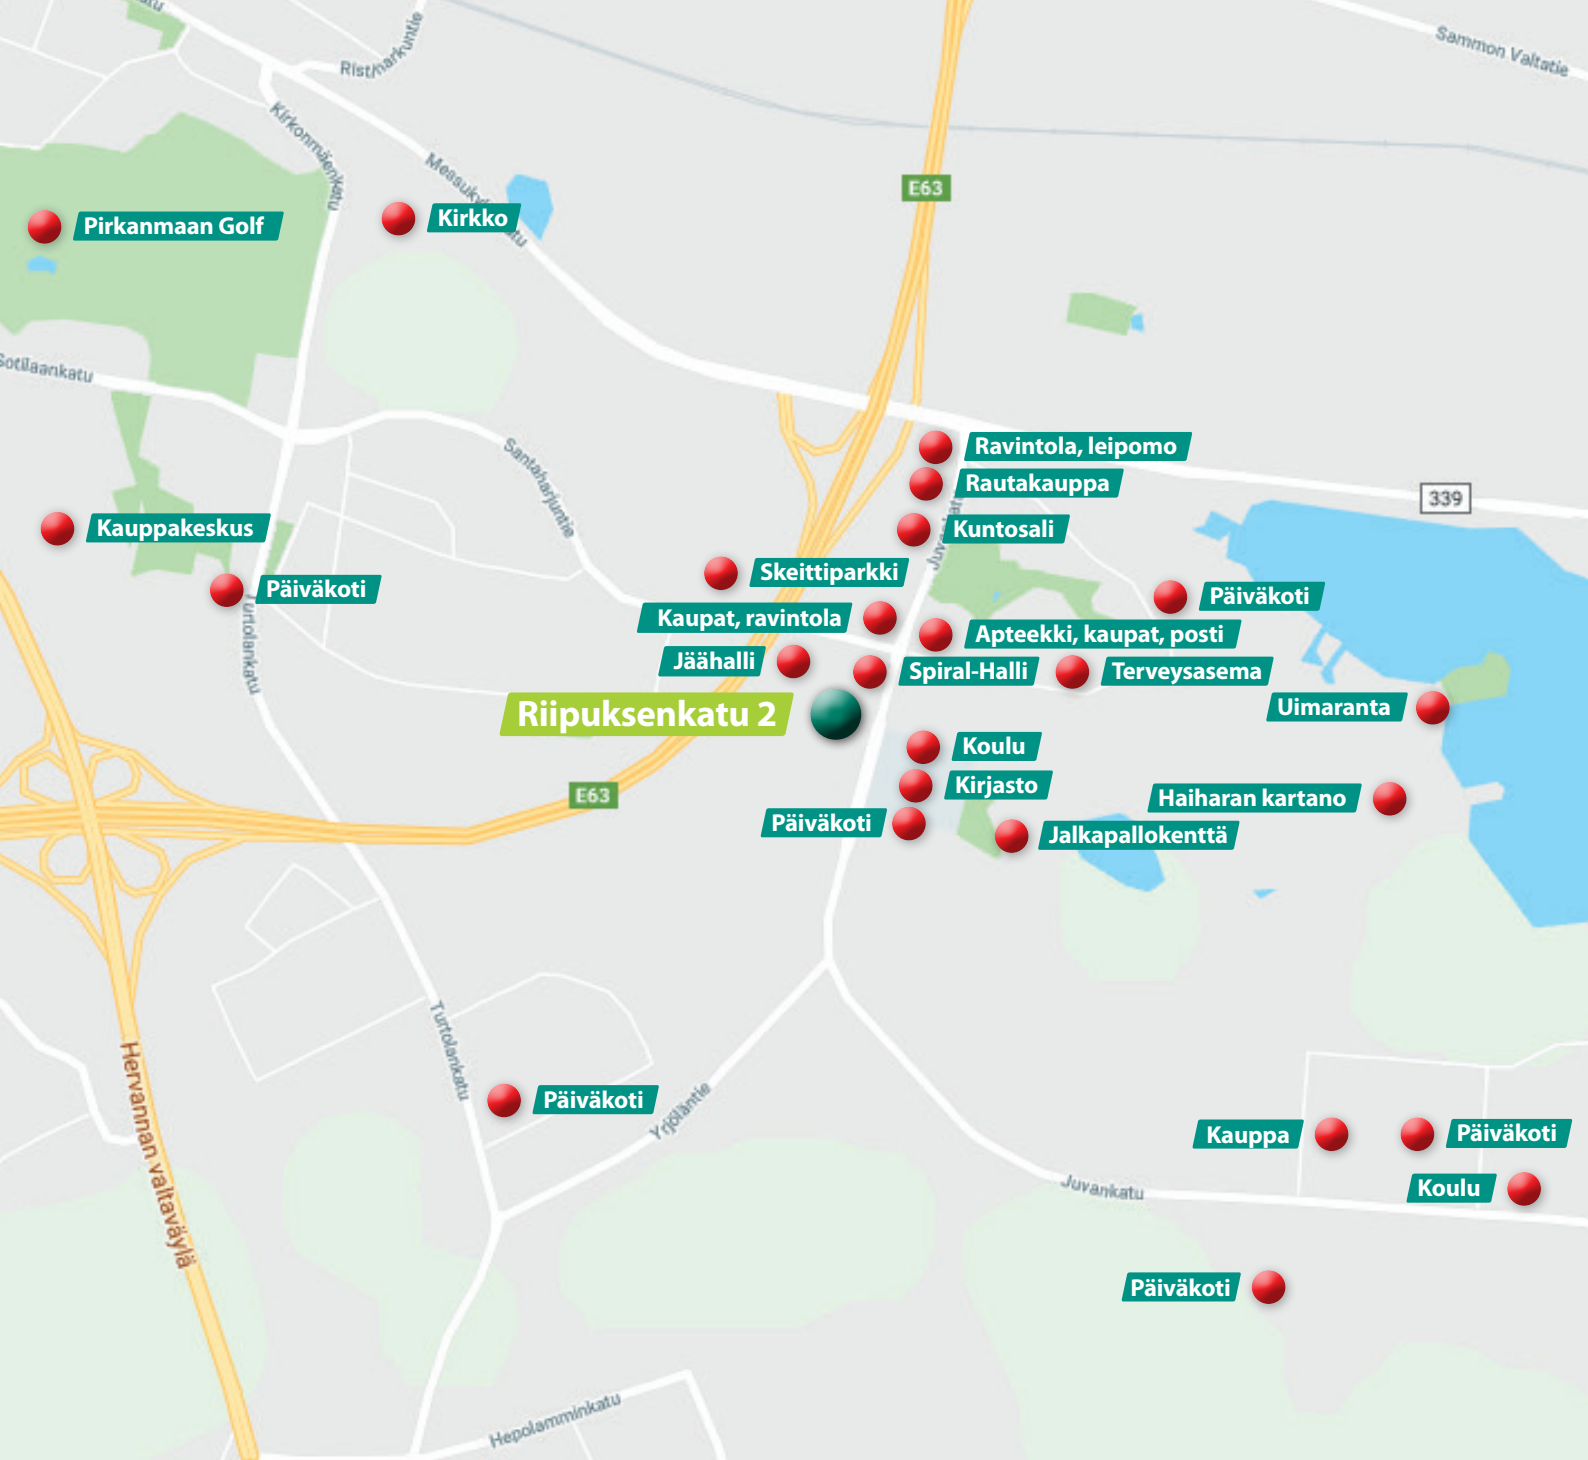 Sammon Valtatie
Ristinarkuntie
Kirkonmäenkatu
E63
Pirkanmaan Golf
Kirkko
Sotilaankatu
Santaharjuntie
Ravintola, leipomo
Rautakauppa
339
Kauppakeskus
Kuntosali
Skeittiparkki
Päiväkoti
Päiväkoti
Kaupat, ravintola
Apteekki, kaupat, posti
Turtolankatu
Jäähalli
Spiral-Halli
Terveysasema
Riipuksenkatu 2
Uimaranta
Koulu
Kirjasto
E63
Haiharan kartano
Päiväkoti
Jalkapallokenttä
Turtolankatu
Hervannan valtaväylä
Päiväkoti
Yrjöläntie
Kauppa
Päiväkoti
Juvankatu
Koulu
Päiväkoti
Hepolamminkatu